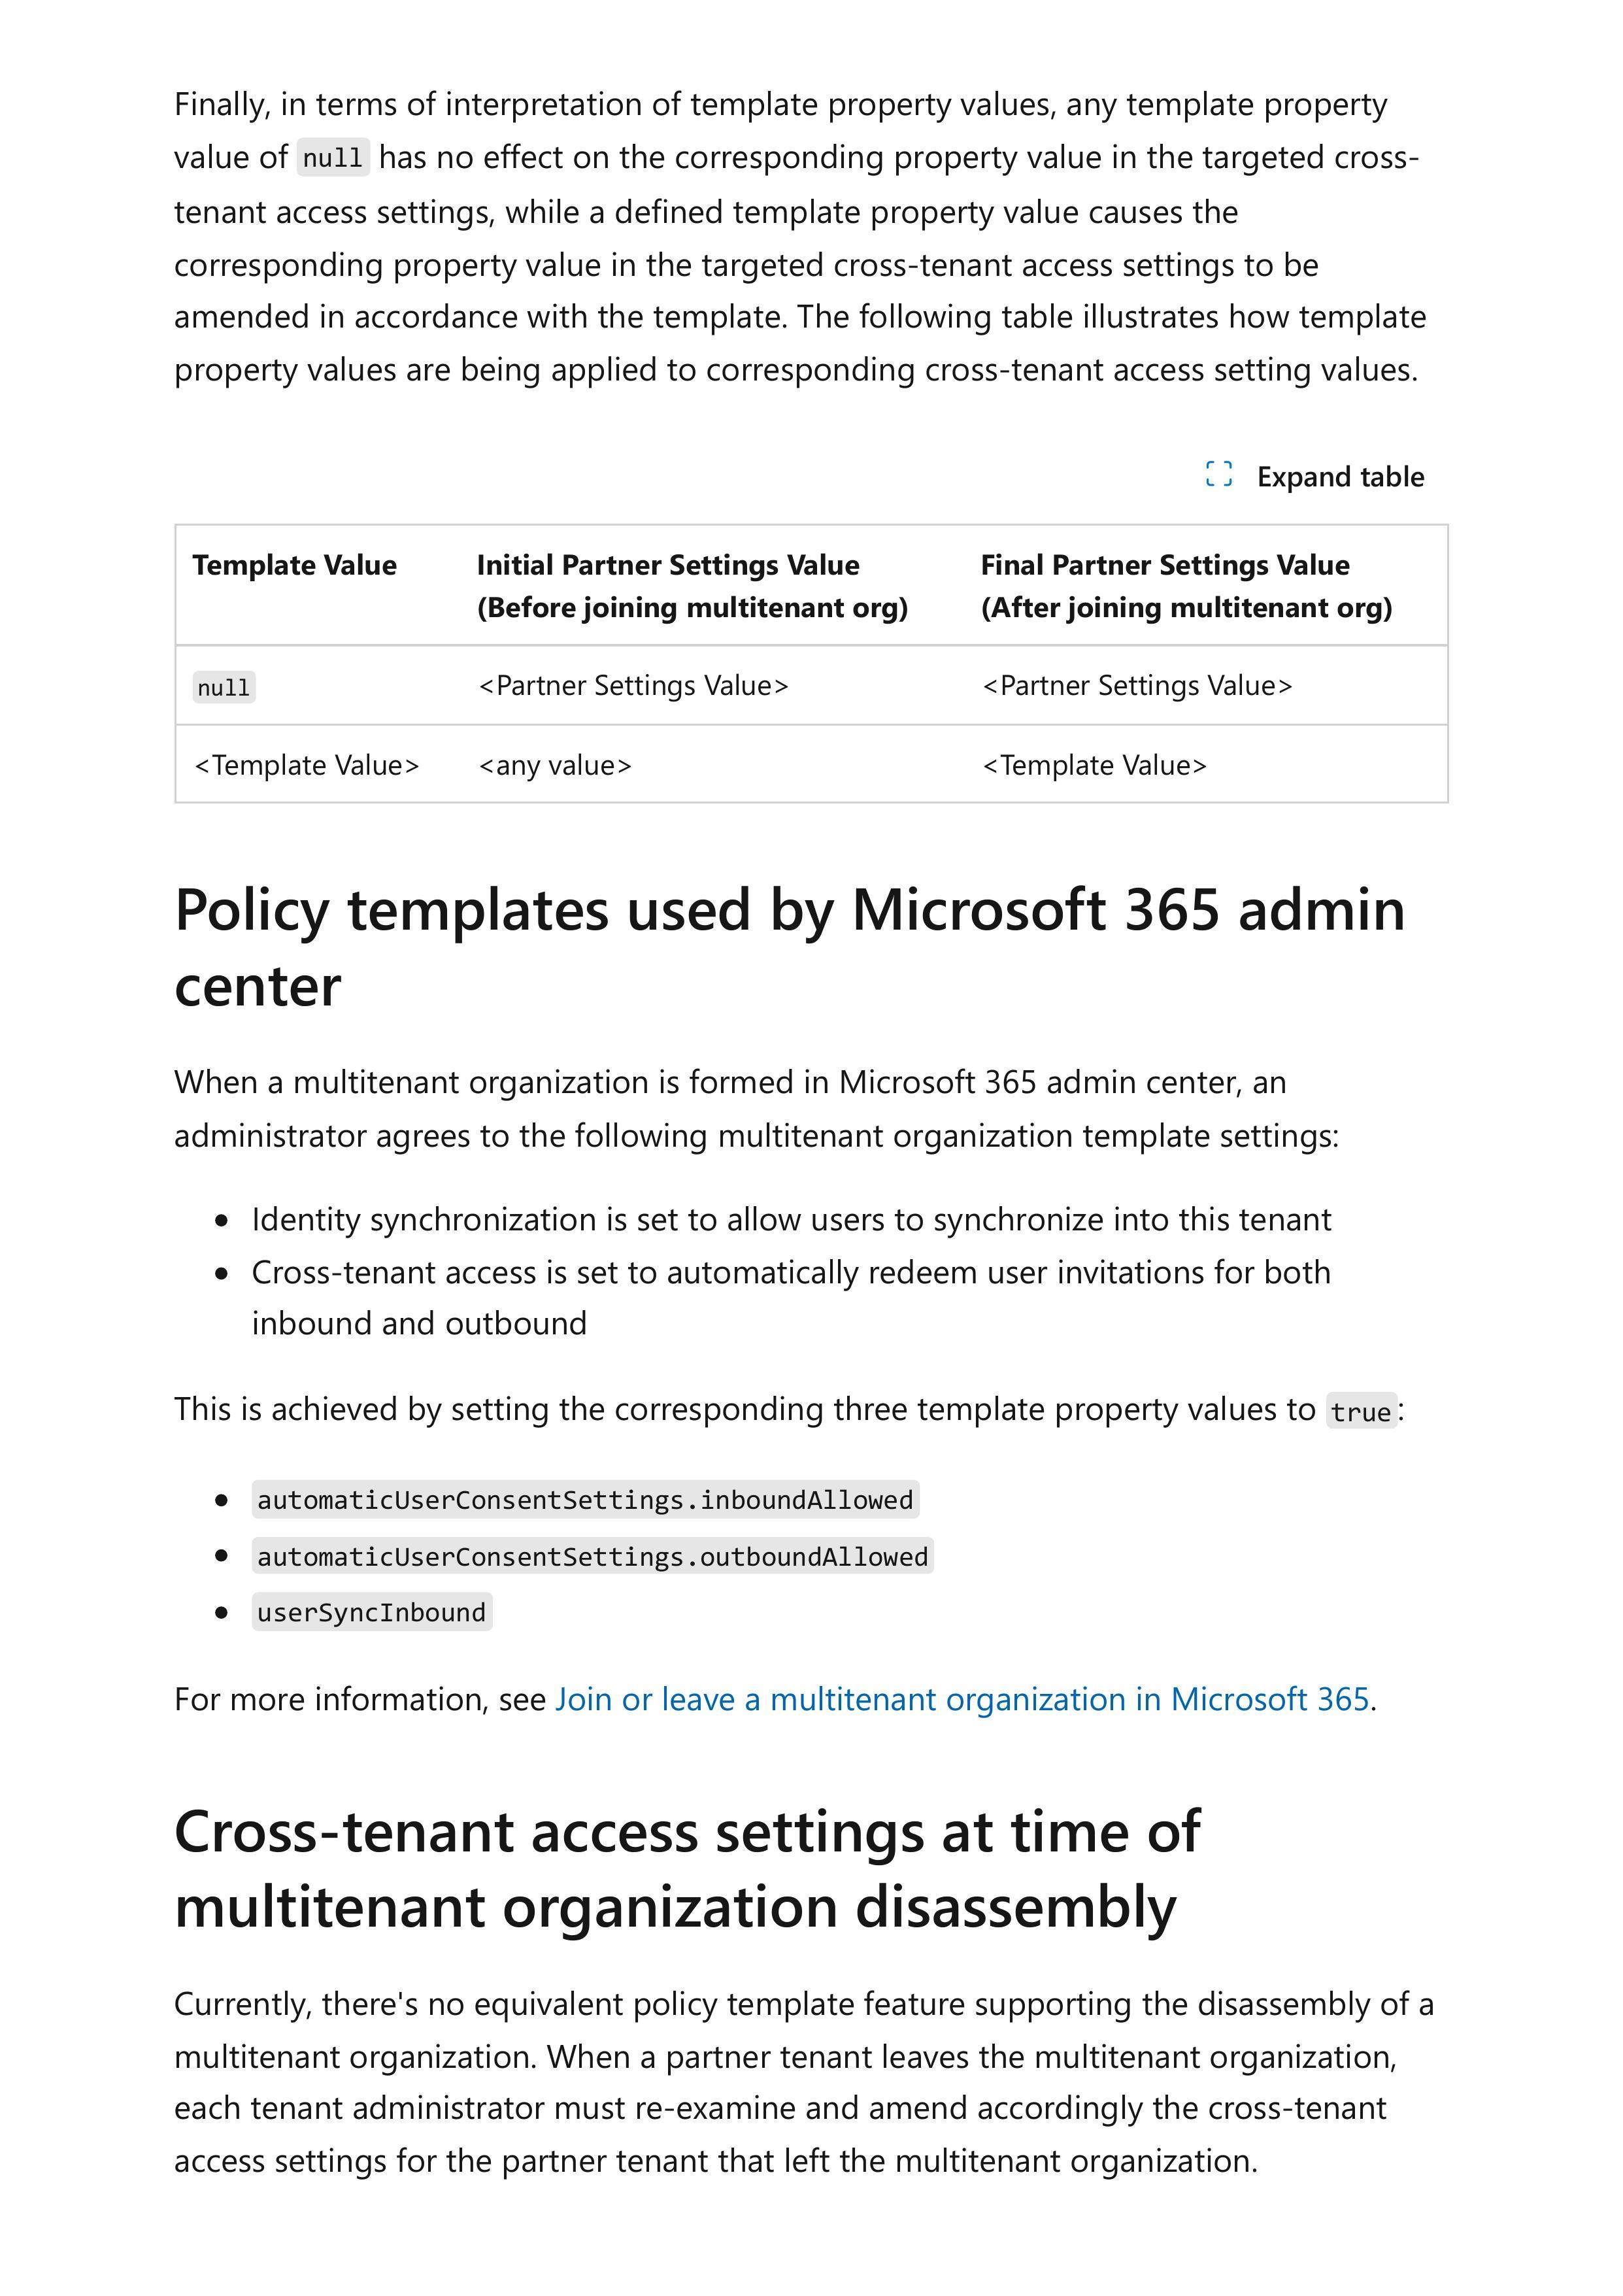 Finally, in terms of interpretation of template property values, any template property
value of null has no effect on the corresponding property value in the targeted cross-
tenant access settings, while a defined template property value causes the
corresponding property value in the targeted cross-tenant access settings to be
amended in accordance with the template. The following table illustrates how template
property values are being applied to corresponding cross-tenant access setting values.
Expand table
Template Value Initial Partner Settings Value Final Partner Settings Value
(Before joining multitenant org) (After joining multitenant org)
null <Partner Settings Value> <Partner Settings Value>
<Template Value> <any value> <Template Value>
Policy templates used by Microsoft 365 admin
center
When a multitenant organization is formed in Microsoft 365 admin center, an
administrator agrees to the following multitenant organization template settings:
• Identity synchronization is set to allow users to synchronize into this tenant
• Cross-tenant access is set to automatically redeem user invitations for both
inbound and outbound
This is achieved by setting the corresponding three template property values to true:
• automaticUserConsentSettings.inboundAllowed
• automaticUserConsentSettings.outboundAllowed
• userSyncInbound
For more information, see Join or leave a multitenant organization in Microsoft 365.
Cross-tenant access settings at time of
multitenant organization disassembly
Currently, there's no equivalent policy template feature supporting the disassembly of a
multitenant organization. When a partner tenant leaves the multitenant organization,
each tenant administrator must re-examine and amend accordingly the cross-tenant
access settings for the partner tenant that left the multitenant organization.